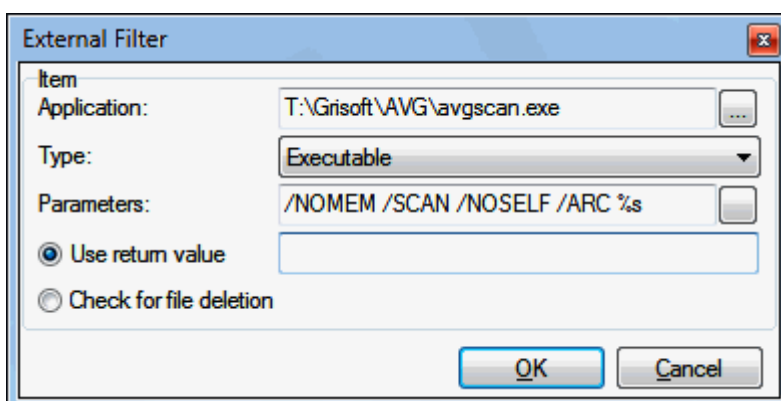 External Filter
Item
Application: T:\Grisoft\AVG\avgscan.exe ...
Type: Executable
Parameters: /NOMEM /SCAN /NOSELF /ARC %s
Use return value
Check for file deletion
OK Cancel